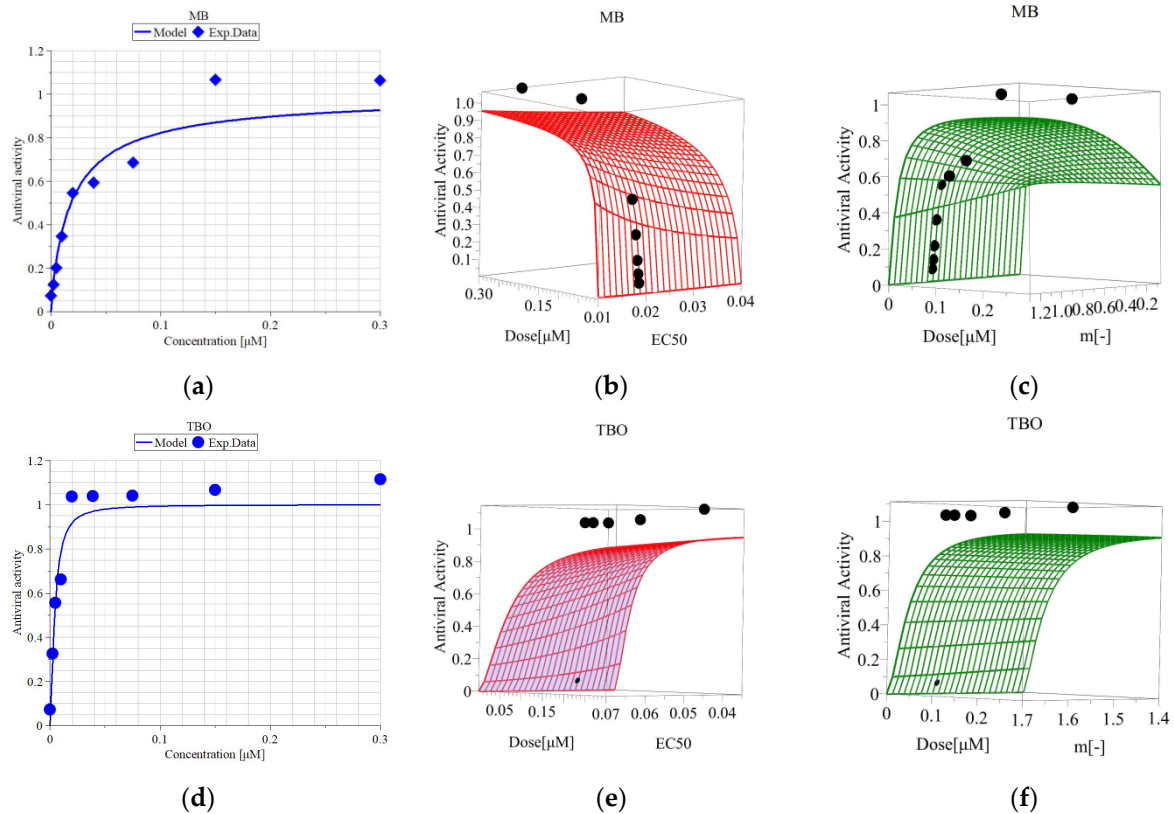 MB
Model Exp.Data
1.2
1
0.8
0.6
0.4
0.2
0
Antiviral activity
0 0.1 0.2 0.3
Concentration [μM]
(a)
MB
1.0
0.9
0.8
0.7
0.6
0.5
0.4
0.3
0.2
0.1
Antiviral Activity
0.30 0.15 0.01 0.02 0.03 0.04
Dose[μM] EC50
(b)
MB
1
0.8
0.6
0.4
0.2
0
Antiviral Activity
0 0.1 0.2 1.2 1.0 0.8 0.6 0.4 0.2
Dose[μM] m[-]
(c)
TBO
Model Exp.Data
1.2
1
0.8
0.6
0.4
0.2
0
Antiviral activity
0 0.1 0.2 0.3
Concentration [μM]
(d)
TBO
1
0.8
0.6
0.4
0.2
0
Antiviral Activity
0.05 0.15 0.07 0.06 0.05 0.04
Dose[μM] EC50
(e)
TBO
1
0.8
0.6
0.4
0.2
0
Antiviral Activity
0 0.1 0.2 1.7 1.6 1.5 1.4
Dose[μM] m[-]
(f)